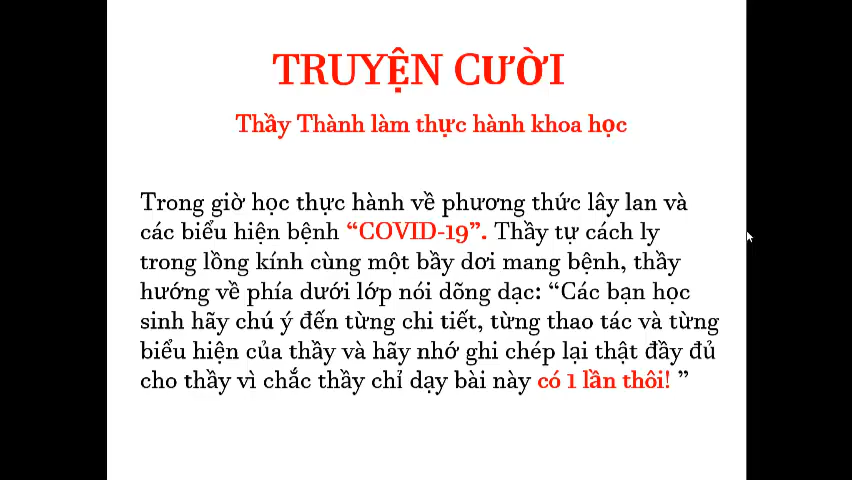 TRUYỆN CƯỜI
Thầy Thành làm thực hành khoa học
Trong giờ học thực hành về phương thức lây lan và
các biểu hiện bệnh “COVID-19”. Thầy tự cách ly
trong lồng kính cùng một bầy dơi mang bệnh, thầy
hướng về phía dưới lớp nói dõng dạc: “Các bạn học
sinh hãy chú ý đến từng chi tiết, từng thao tác và từng
biểu hiện của thầy và hãy nhớ ghi chép lại thật đầy đủ
cho thầy vì chắc thầy chỉ dạy bài này có 1 lần thôi! ”